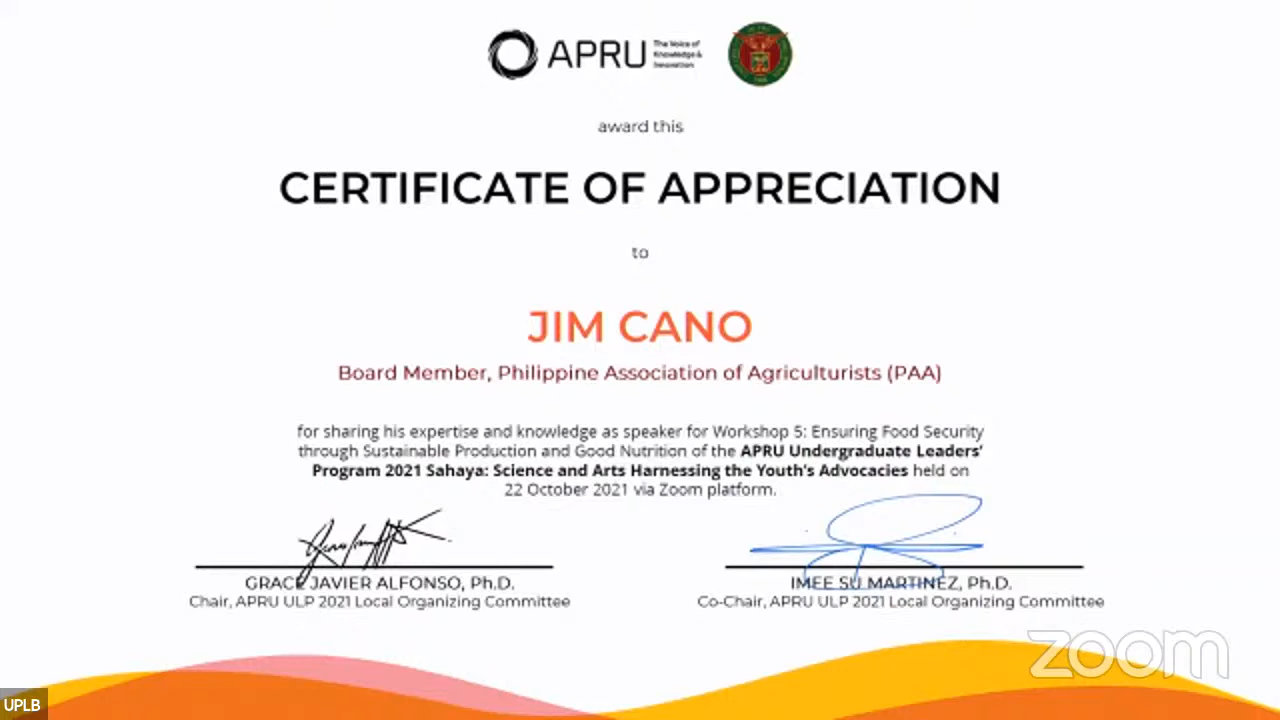 APRU The Voice of
Knowledge &
Innovation
award this
CERTIFICATE OF APPRECIATION
to
JIM CANO
Board Member, Philippine Association of Agriculturists (PAA)
for sharing his expertise and knowledge as speaker for Workshop 5: Ensuring Food Security
through Sustainable Production and Good Nutrition of the APRU Undergraduate Leaders'
Program 2021 Sahaya: Science and Arts Harnessing the Youth's Advocacies held on
22 October 2021 via Zoom platform.
GRACE JAVIER ALFONSO, Ph.D.
Chair, APRU ULP 2021 Local Organizing Committee
IMEE SU MARTINEZ, Ph.D.
Co-Chair, APRU ULP 2021 Local Organizing Committee
zoom
UPLB